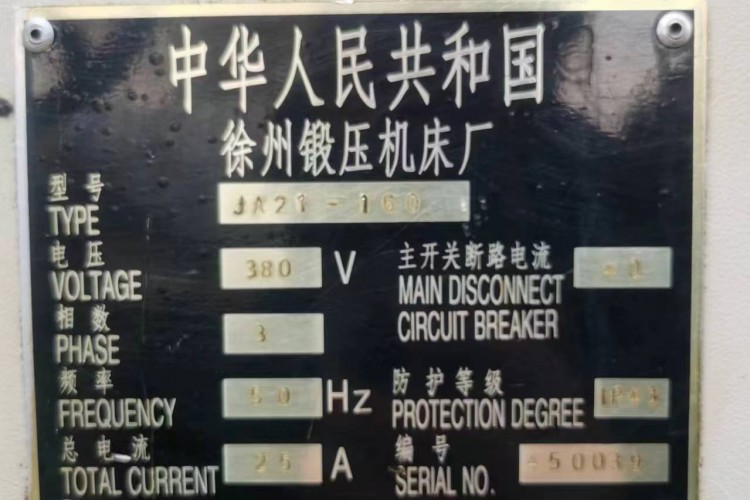 中华人民共和国
徐州锻压机床厂
型号
TYPE JA21-160
电压
VOLTAGE 380 V
主开关断路电流
MAIN DISCONNECT
CIRCUIT BREAKER
相数
PHASE 3
频率
FREQUENCY 50 Hz
防护等级
PROTECTION DEGREE IP43
总电流
TOTAL CURRENT 25 A
编号
SERIAL NO.